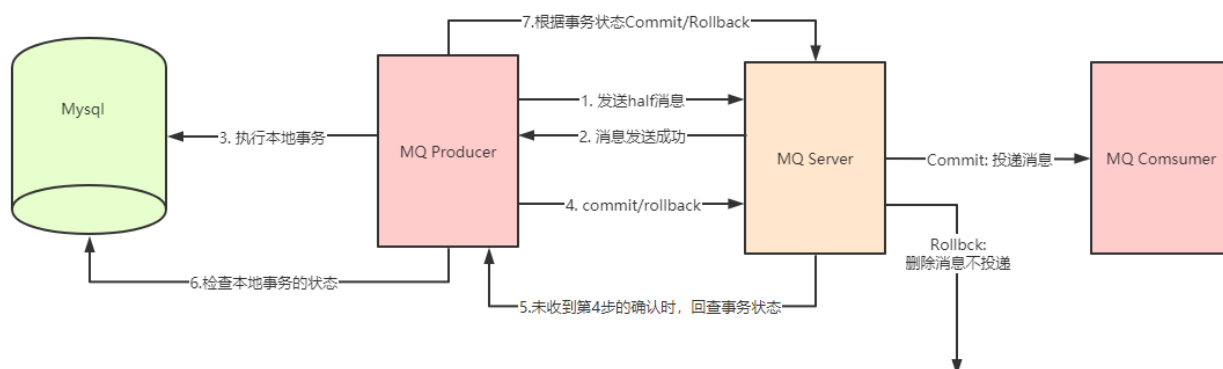 7.根据事务状态Commit/Rollback
Mysql
1. 发送half消息
3. 执行本地事务
2. 消息发送成功
MQ Producer
MQ Server
Commit: 投递消息
MQ Comsumer
4. commit/rollback
Rollbck:
删除消息不投递
6.检查本地事务的状态
5.未收到第4步的确认时，回查事务状态